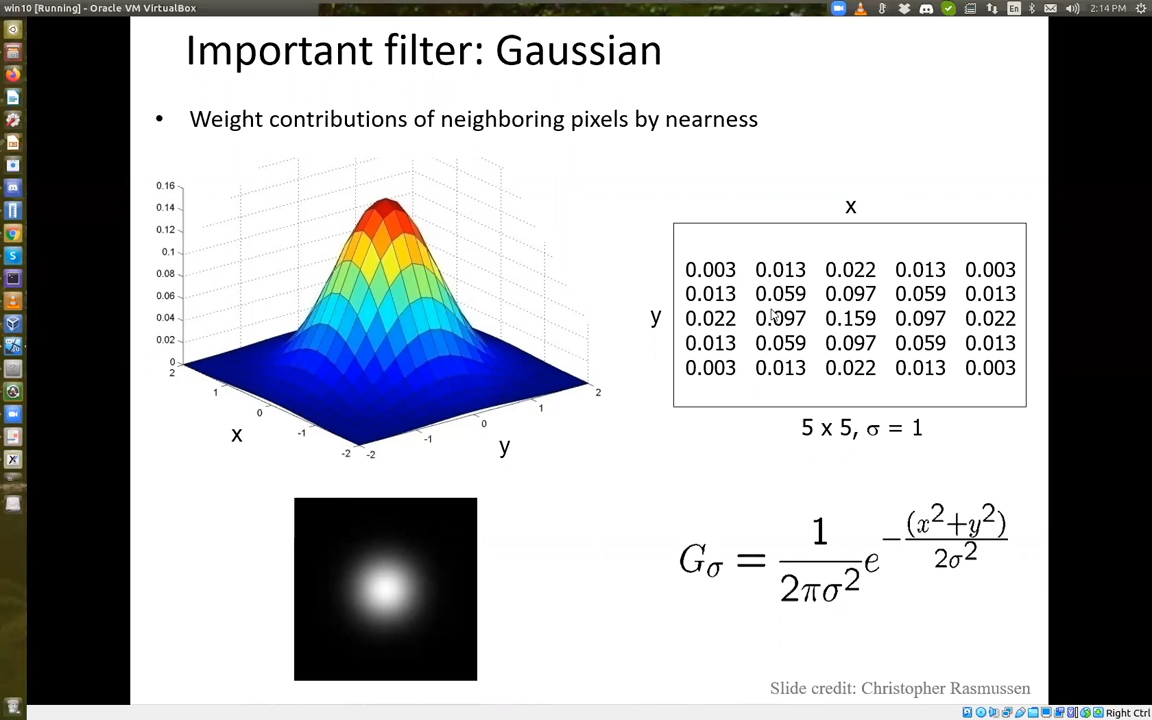 win10 [Running] - Oracle VM VirtualBox
En
2:14 PM
Important filter: Gaussian
• Weight contributions of neighboring pixels by nearness
0.16
0.14
0.12
0.1
0.08
0.06
0.04
0.02
0
2
1
0
-1
-2
x
-2
-1
0
1
2
y
x
y
0.003 0.013 0.022 0.013 0.003
0.013 0.059 0.097 0.059 0.013
0.022 0.097 0.159 0.097 0.022
0.013 0.059 0.097 0.059 0.013
0.003 0.013 0.022 0.013 0.003
5 x 5, σ = 1
Gσ = 1/(2πσ²) e^(-(x²+y²)/(2σ²))
Slide credit: Christopher Rasmussen
Right Ctrl